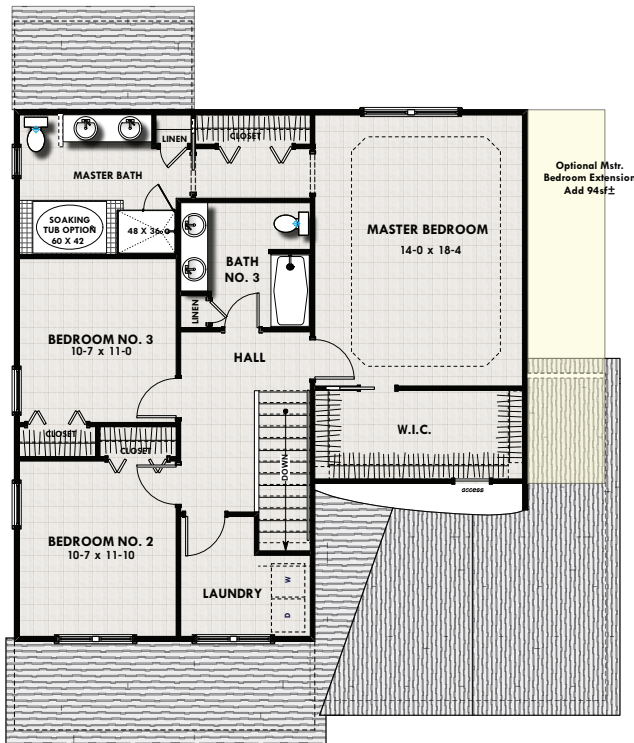 LINEN
CLOSET
Optional Mstr.
Bedroom Extension
Add 94sf±
MASTER BATH
SOAKING
TUB OPTION
60 X 42
48 X 36
MASTER BEDROOM
14-0 x 18-4
BATH
NO. 3
LINEN
BEDROOM NO. 3
10-7 x 11-0
HALL
CLOSET
CLOSET
W.I.C.
DOWN
access
BEDROOM NO. 2
10-7 x 11-10
LAUNDRY
W
D